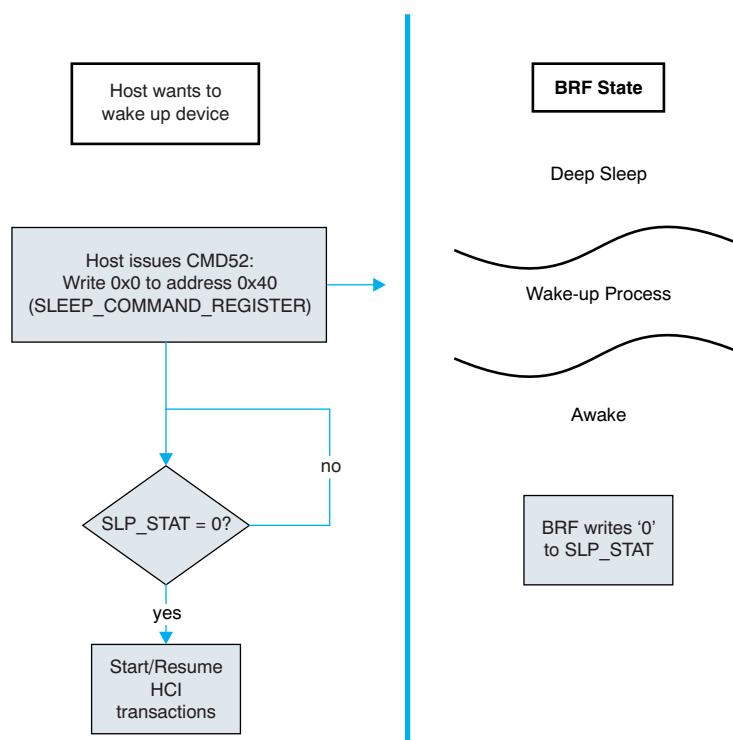 Host wants to
wake up device
Host issues CMD52:
Write 0x0 to address 0x40
(SLEEP_COMMAND_REGISTER)
no
SLP_STAT = 0?
yes
Start/Resume
HCI
transactions
BRF State
Deep Sleep
Wake-up Process
Awake
BRF writes ‘0’
to SLP_STAT